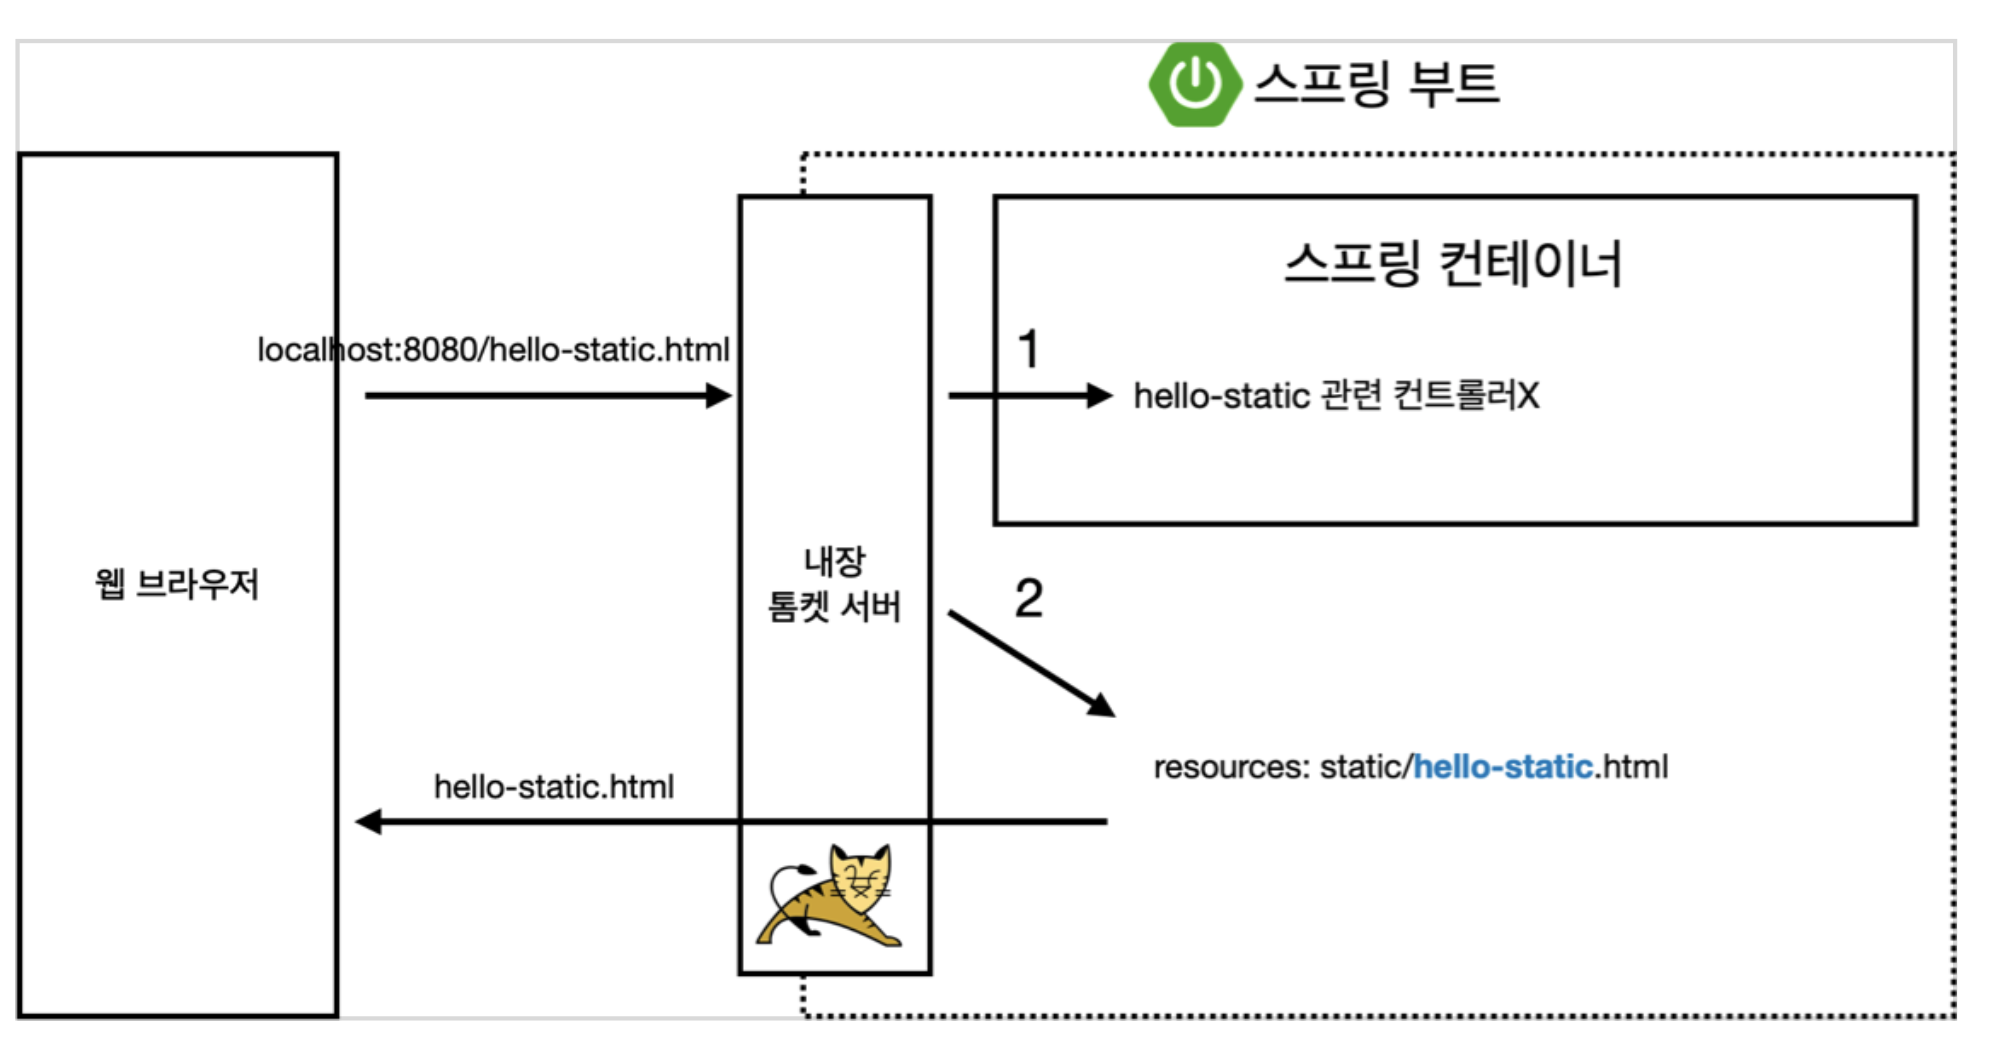 스프링 부트
스프링 컨테이너
localhost:8080/hello-static.html
1
hello-static 관련 컨트롤러X
웹 브라우저
내장
톰켓 서버
2
resources: static/hello-static.html
hello-static.html